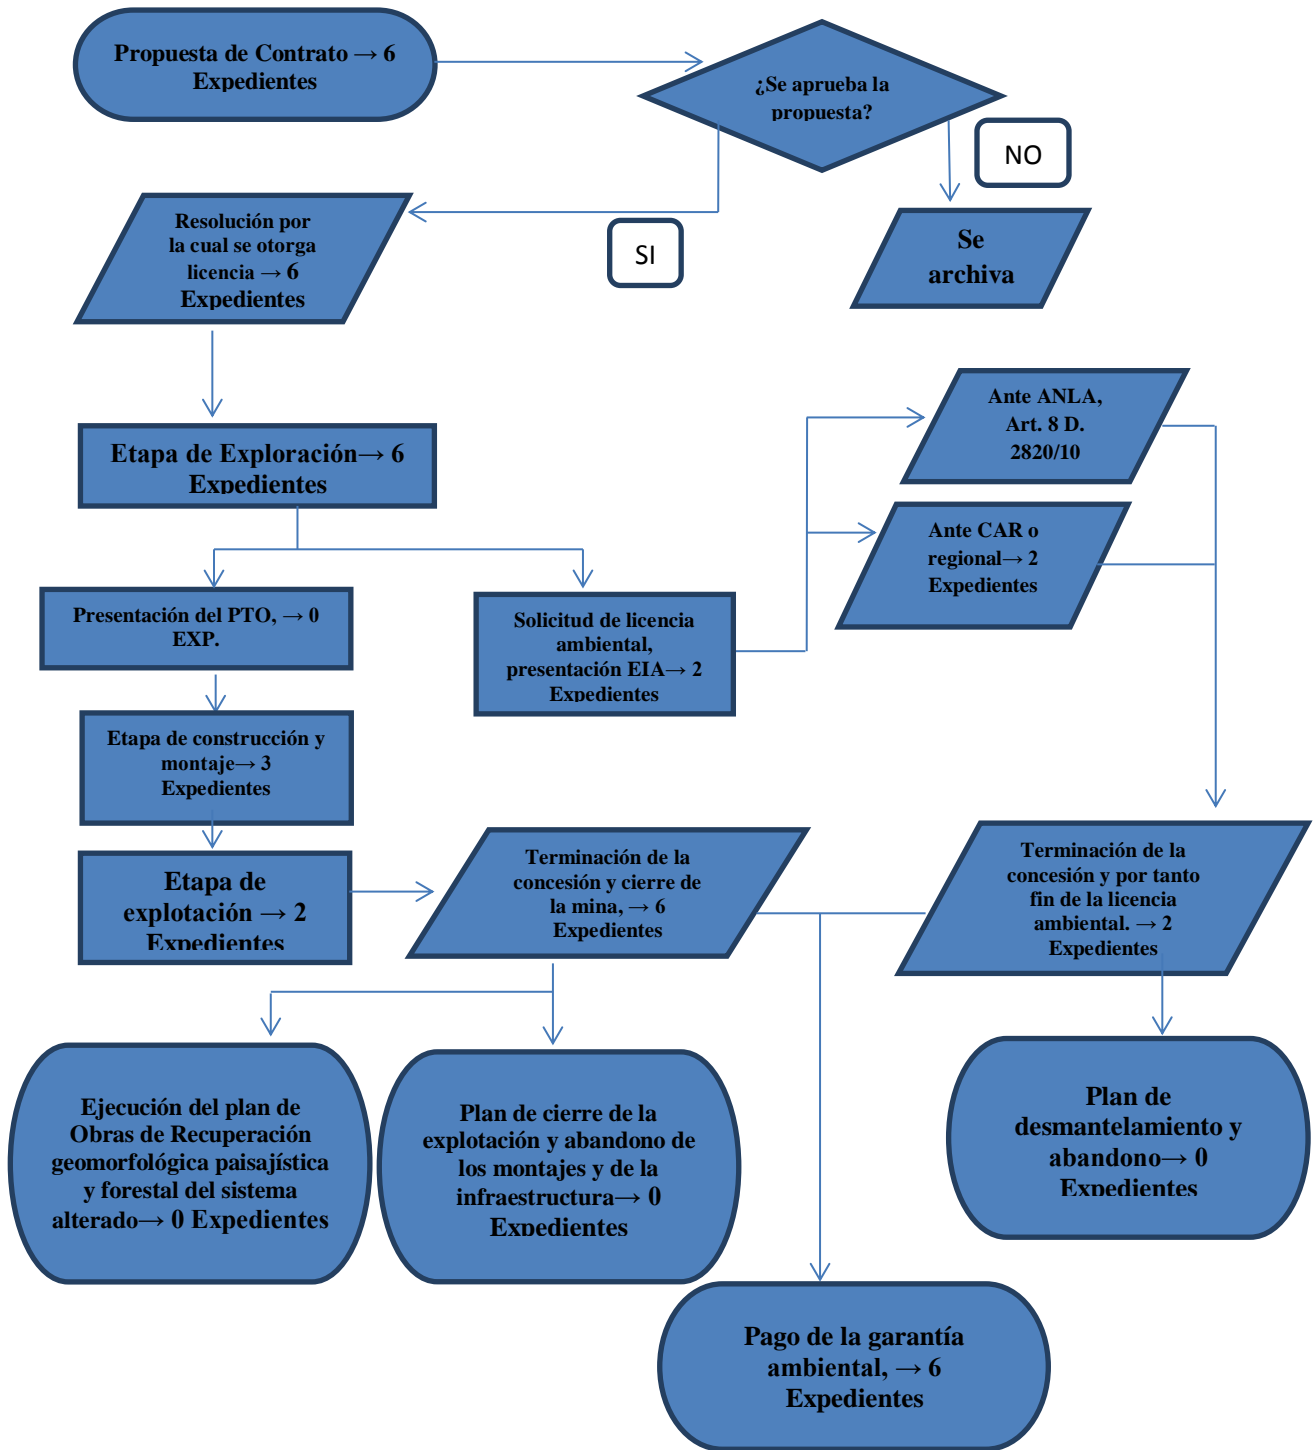 Propuesta de Contrato → 6
Expedientes
¿Se aprueba la
propuesta?
NO
SI
Se
archiva
Resolución por
la cual se otorga
licencia → 6
Expedientes
Etapa de Exploración→ 6
Expedientes
Ante ANLA,
Art. 8 D.
2820/10
Ante CAR o
regional→ 2
Expedientes
Presentación del PTO, → 0
EXP.
Solicitud de licencia
ambiental,
presentación EIA→ 2
Expedientes
Etapa de construcción y
montaje→ 3
Expedientes
Etapa de
explotación → 2
Expedientes
Terminación de la
concesión y cierre de
la mina, → 6
Expedientes
Terminación de la
concesión y por tanto
fin de la licencia
ambiental. → 2
Expedientes
Ejecución del plan de
Obras de Recuperación
geomorfológica paisajística
y forestal del sistema
alterado→ 0 Expedientes
Plan de cierre de la
explotación y abandono de
los montajes y de la
infraestructura→ 0
Expedientes
Plan de
desmantelamiento y
abandono→ 0
Expedientes
Pago de la garantía
ambiental, → 6
Expedientes